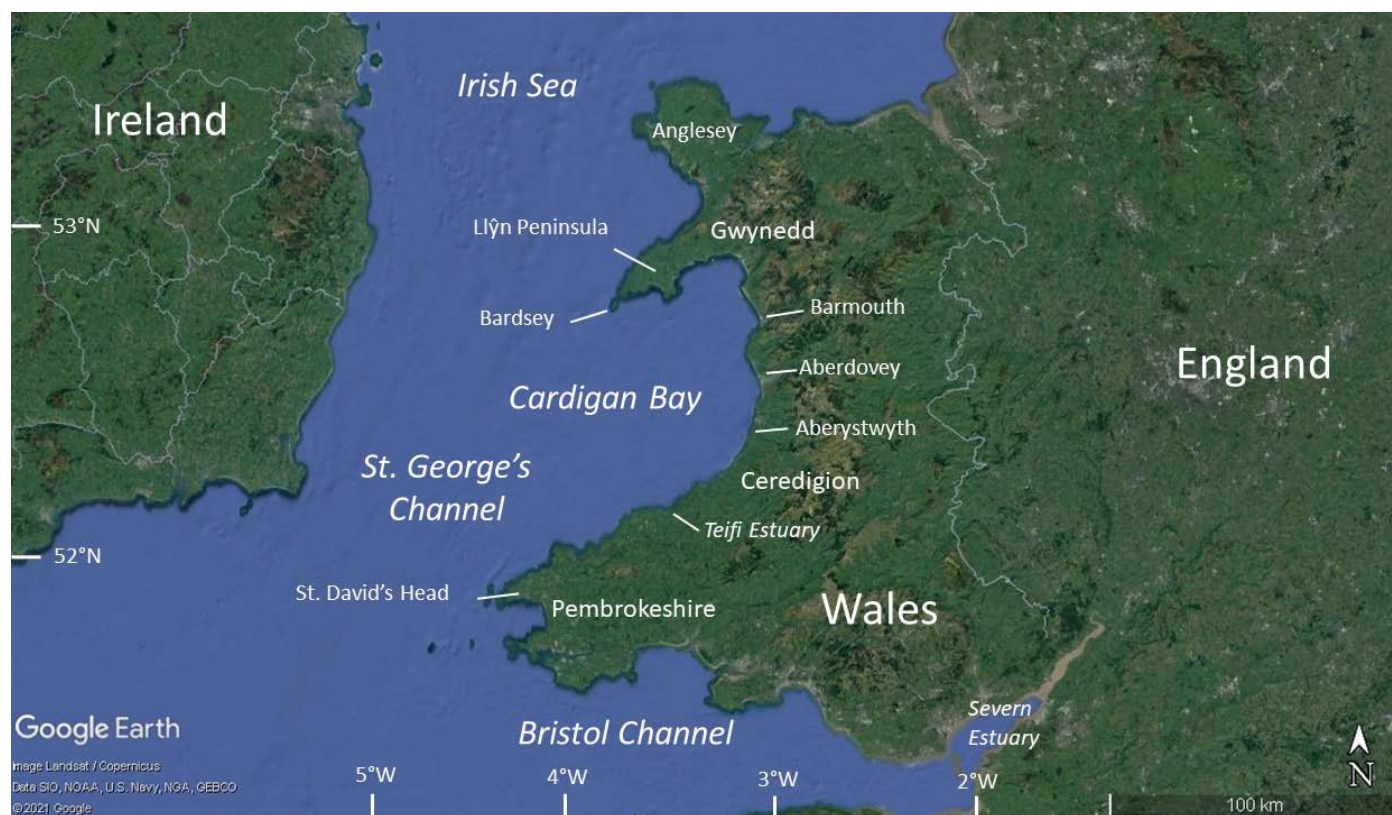 Irish Sea
Ireland
Anglesey
53°N
Llŷn Peninsula
Gwynedd
Bardsey
Barmouth
England
Aberdovey
Cardigan Bay
Aberystwyth
St. George's
Channel
Ceredigion
Teifi Estuary
52°N
St. David's Head
Pembrokeshire
Wales
Severn
Estuary
Bristol Channel
Google Earth
Image Landsat / Copernicus
Data SIO, NOAA, U.S. Navy, NGA, GEBCO
©2021 Google
5°W
4°W
3°W
2°W
N
100 km